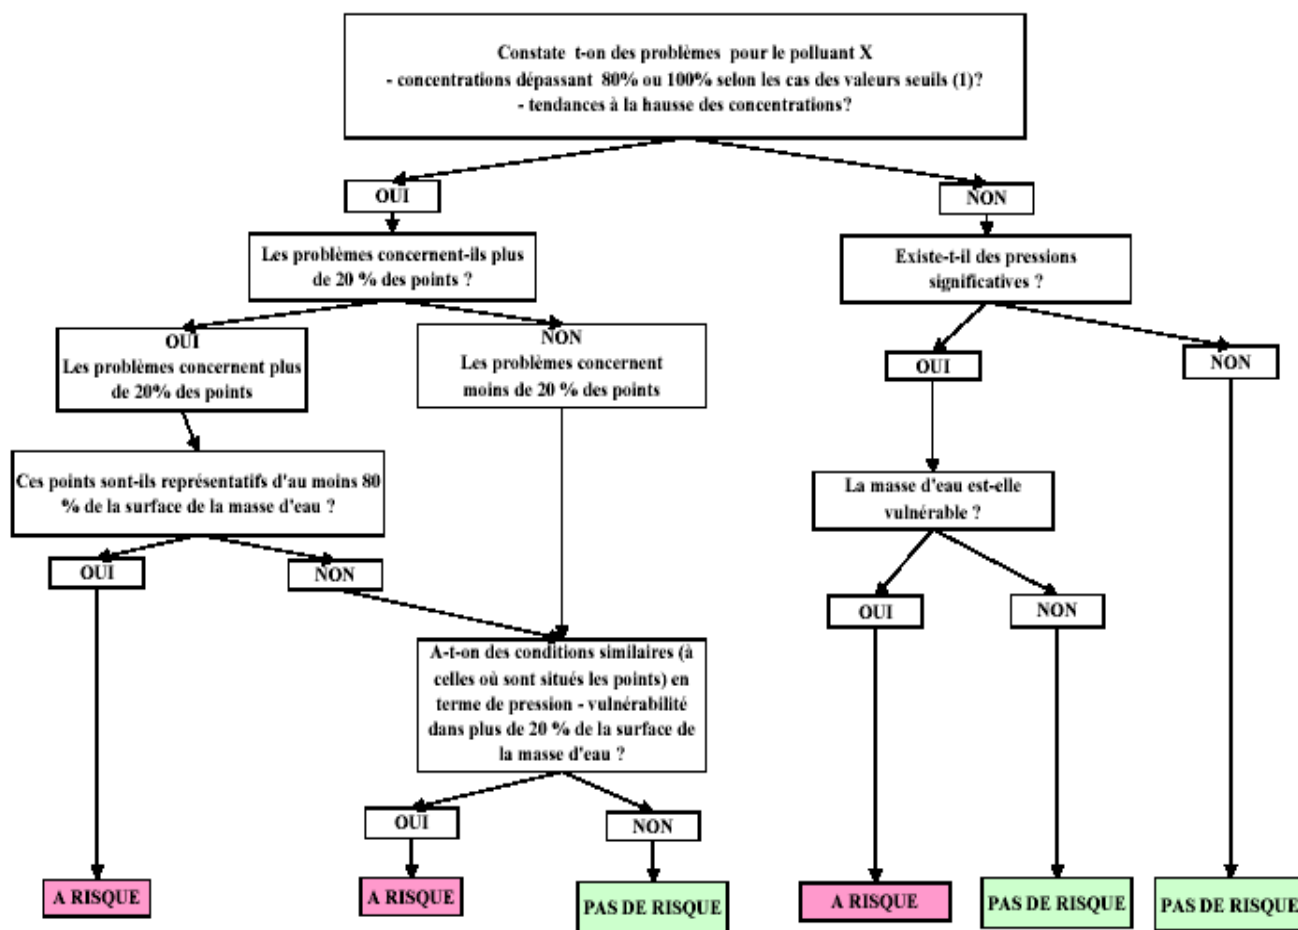 Constate t-on des problèmes pour le polluant X
- concentrations dépassant 80% ou 100% selon les cas des valeurs seuils (1)?
- tendances à la hausse des concentrations?
OUI
NON
Les problèmes concernent-ils plus
de 20 % des points ?
Existe-t-il des pressions
significatives ?
OUI
Les problèmes concernent plus
de 20% des points
NON
Les problèmes concernent
moins de 20 % des points
OUI
NON
Ces points sont-ils représentatifs d'au moins 80
% de la surface de la masse d'eau ?
La masse d'eau est-elle
vulnérable ?
OUI
NON
OUI
NON
A-t-on des conditions similaires (à
celles où sont situés les points) en
terme de pression - vulnérabilité
dans plus de 20 % de la surface de
la masse d'eau ?
OUI
NON
A RISQUE
A RISQUE
PAS DE RISQUE
A RISQUE
PAS DE RISQUE
PAS DE RISQUE